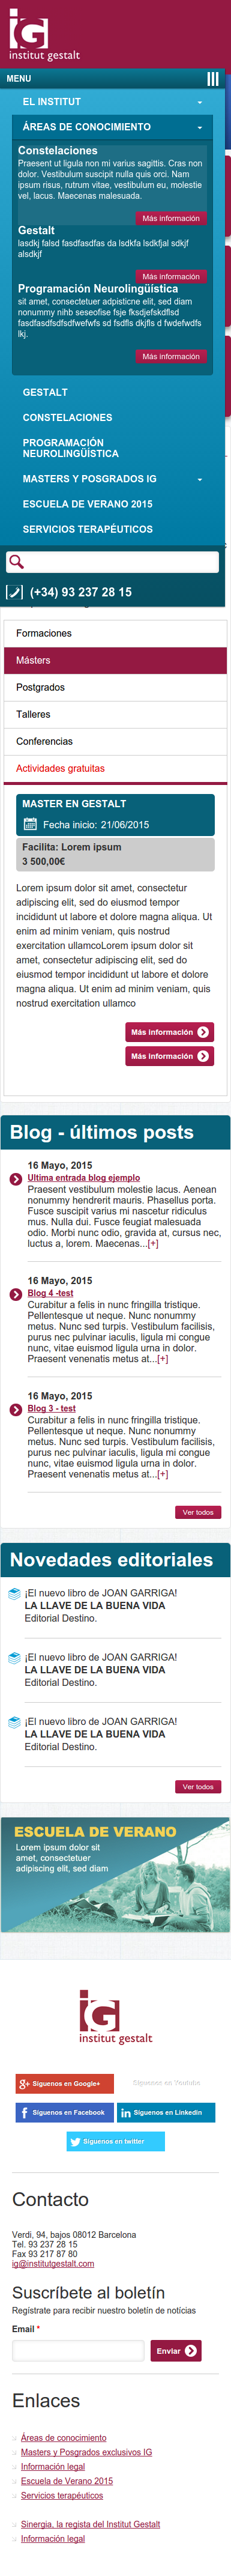 ig
institut gestalt
MENU
EL INSTITUT
ÁREAS DE CONOCIMIENTO
Constelaciones
Praesent ut ligula non mi varius sagittis. Cras non
dolor. Vestibulum suscipit nulla quis orci. Nam
ipsum risus, rutrum vitae, vestibulum eu, molestie
vel, lacus. Maecenas malesuada.
Más información
Gestalt
lasdkj falsd fasdfasdfas da lsdkfa lsdkfjal sdkjf
alsdkjf
Más información
Programación Neurolingüística
sit amet, consectetuer adpisticne elit, sed diam
nonummy nihb seseofise fsje fksdjefskdflsd
fasdfasdfsdfsdfwefwfs sd fsdfls dkjfls d fwdefwdfs
lkj.
Más información
GESTALT
CONSTELACIONES
PROGRAMACIÓN
NEUROLINGÜÍSTICA
MASTERS Y POSGRADOS IG
ESCUELA DE VERANO 2015
SERVICIOS TERAPÉUTICOS
(+34) 93 237 28 15
Formaciones
Másters
Postgrados
Talleres
Conferencias
Actividades gratuitas
MASTER EN GESTALT
Fecha inicio: 21/06/2015
Facilita: Lorem ipsum
3 500,00€
Lorem ipsum dolor sit amet, consectetur
adipiscing elit, sed do eiusmod tempor
incididunt ut labore et dolore magna aliqua. Ut
enim ad minim veniam, quis nostrud
exercitation ullamcoLorem ipsum dolor sit
amet, consectetur adipiscing elit, sed do
eiusmod tempor incididunt ut labore et dolore
magna aliqua. Ut enim ad minim veniam, quis
nostrud exercitation ullamco
Más información
Más información
Blog - últimos posts
16 Mayo, 2015
Ultima entrada blog ejemplo
Praesent vestibulum molestie lacus. Aenean
nonummy hendrerit mauris. Phasellus porta.
Fusce suscipit varius mi nascetur ridiculus
mus. Nulla dui. Fusce feugiat malesuada
odio. Morbi nunc odio, gravida at, cursus nec,
luctus a, lorem. Maecenas...[+]
16 Mayo, 2015
Blog 4 -test
Curabitur a felis in nunc fringilla tristique.
Pellentesque ut neque. Nunc nonummy
metus. Nunc sed turpis. Vestibulum facilisis,
purus nec pulvinar iaculis, ligula mi congue
nunc, vitae euismod ligula urna in dolor.
Praesent venenatis metus at...[+]
16 Mayo, 2015
Blog 3 - test
Curabitur a felis in nunc fringilla tristique.
Pellentesque ut neque. Nunc nonummy
metus. Nunc sed turpis. Vestibulum facilisis,
purus nec pulvinar iaculis, ligula mi congue
nunc, vitae euismod ligula urna in dolor.
Praesent venenatis metus at...[+]
Ver todos
Novedades editoriales
¡El nuevo libro de JOAN GARRIGA!
LA LLAVE DE LA BUENA VIDA
Editorial Destino.
¡El nuevo libro de JOAN GARRIGA!
LA LLAVE DE LA BUENA VIDA
Editorial Destino.
¡El nuevo libro de JOAN GARRIGA!
LA LLAVE DE LA BUENA VIDA
Editorial Destino.
Ver todos
ESCUELA DE VERANO
Lorem ipsum dolor sit
amet, consectetuer
adipiscing elit, sed diam
ig
institut gestalt
Síguenos en Google+
Síguenos en Youtube
Síguenos en Facebook
Síguenos en Linkedin
Síguenos en twitter
Contacto
Verdi, 94, bajos 08012 Barcelona
Tel. 93 237 28 15
Fax 93 217 87 80
ig@institutgestalt.com
Suscríbete al boletín
Regístrate para recibir nuestro boletín de notícias
Email *
Enviar
Enlaces
Áreas de conocimiento
Masters y Posgrados exclusivos IG
Información legal
Escuela de Verano 2015
Servicios terapéuticos
Sinergia, la regista del Institut Gestalt
Información legal